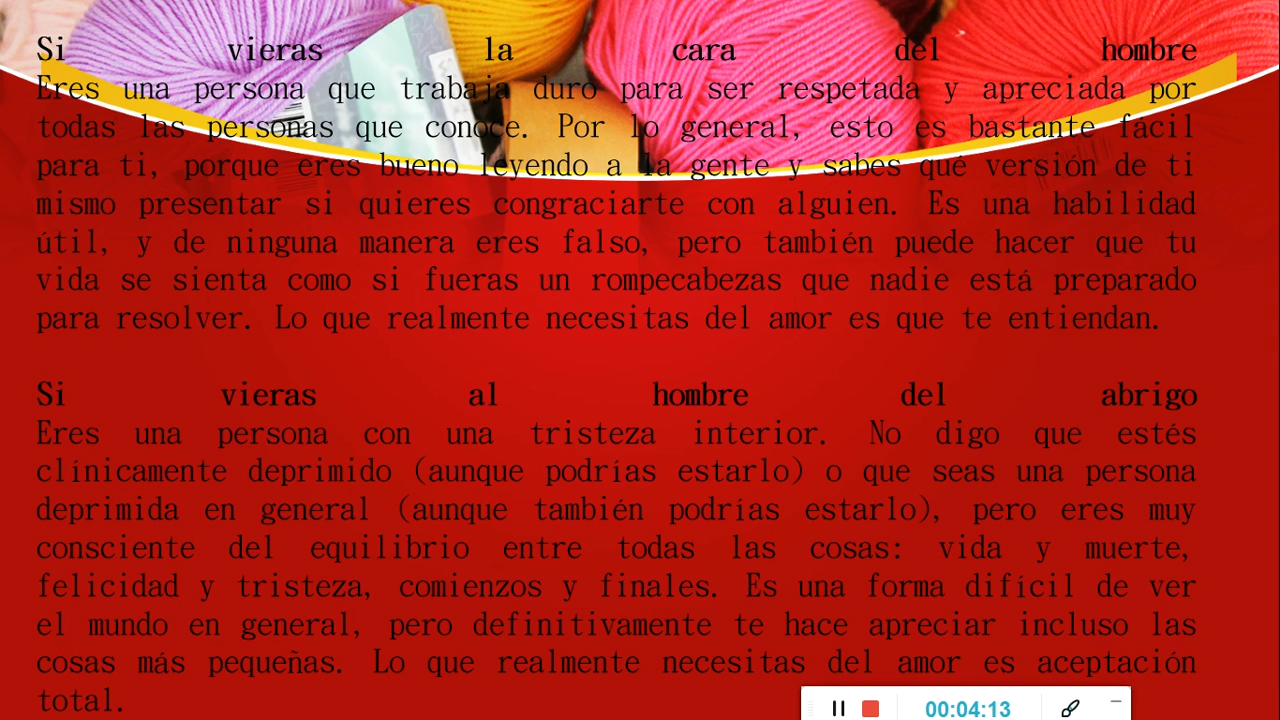 Si vieras la cara del hombre
Eres una persona que trabaja duro para ser respetada y apreciada por
todas las personas que conoce. Por lo general, esto es bastante fácil
para ti, porque eres bueno leyendo a la gente y sabes qué versión de ti
mismo presentar si quieres congraciarte con alguien. Es una habilidad
útil, y de ninguna manera eres falso, pero también puede hacer que tu
vida se sienta como si fueras un rompecabezas que nadie está preparado
para resolver. Lo que realmente necesitas del amor es que te entiendan.
Si vieras al hombre del abrigo
Eres una persona con una tristeza interior. No digo que estés
clínicamente deprimido (aunque podrías estarlo) o que seas una persona
deprimida en general (aunque también podrías estarlo), pero eres muy
consciente del equilibrio entre todas las cosas: vida y muerte,
felicidad y tristeza, comienzos y finales. Es una forma difícil de ver
el mundo en general, pero definitivamente te hace apreciar incluso las
cosas más pequeñas. Lo que realmente necesitas del amor es aceptación
total.
00:04:13